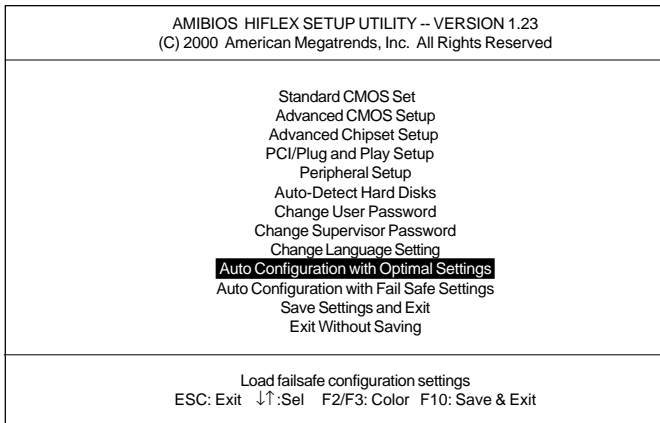 AMIBIOS HIFLEX SETUP UTILITY -- VERSION 1.23
(C) 2000 American Megatrends, Inc. All Rights Reserved
Standard CMOS Set
Advanced CMOS Setup
Advanced Chipset Setup
PCI/Plug and Play Setup
Peripheral Setup
Auto-Detect Hard Disks
Change User Password
Change Supervisor Password
Change Language Setting
Auto Configuration with Optimal Settings
Auto Configuration with Fail Safe Settings
Save Settings and Exit
Exit Without Saving
Load failsafe configuration settings
ESC: Exit ↓↑:Sel F2/F3: Color F10: Save & Exit